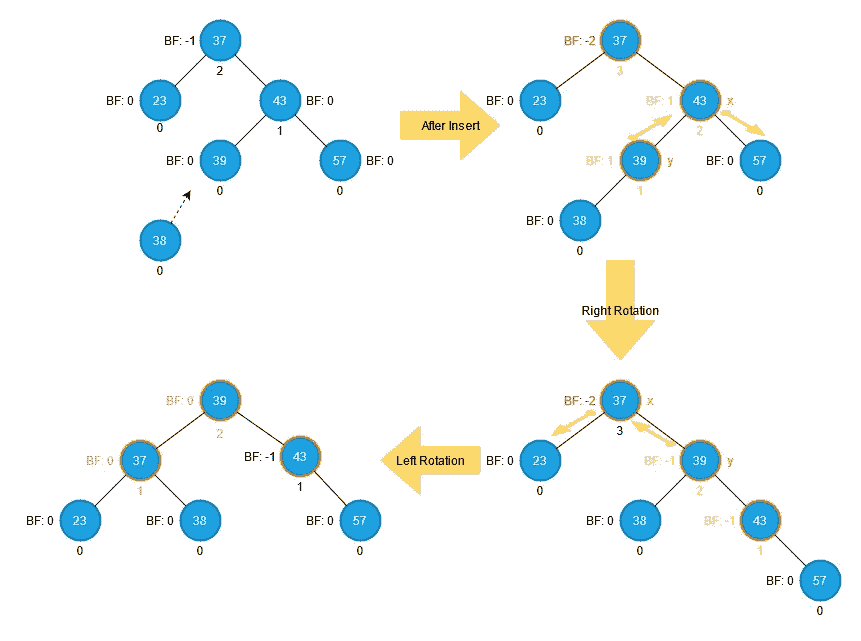 BF: -1 37
2
BF: 0 23
0
43 BF: 0
1
BF: 0 39
0
57 BF: 0
0
38
0
After Insert
BF: -2 37
3
BF: 0 23
0
BF: 1 43 x
2
BF: 1 39 y
1
BF: 0 57
0
BF: 0 38
0
Right Rotation
BF: -2 37 x
3
BF: 0 23
0
BF: -1 39 y
2
BF: 0 38
0
BF: -1 43
1
BF: 0 57
0
Left Rotation
BF: 0 39
2
BF: 0 37
1
BF: -1 43
1
BF: 0 23
0
BF: 0 38
0
BF: 0 57
0